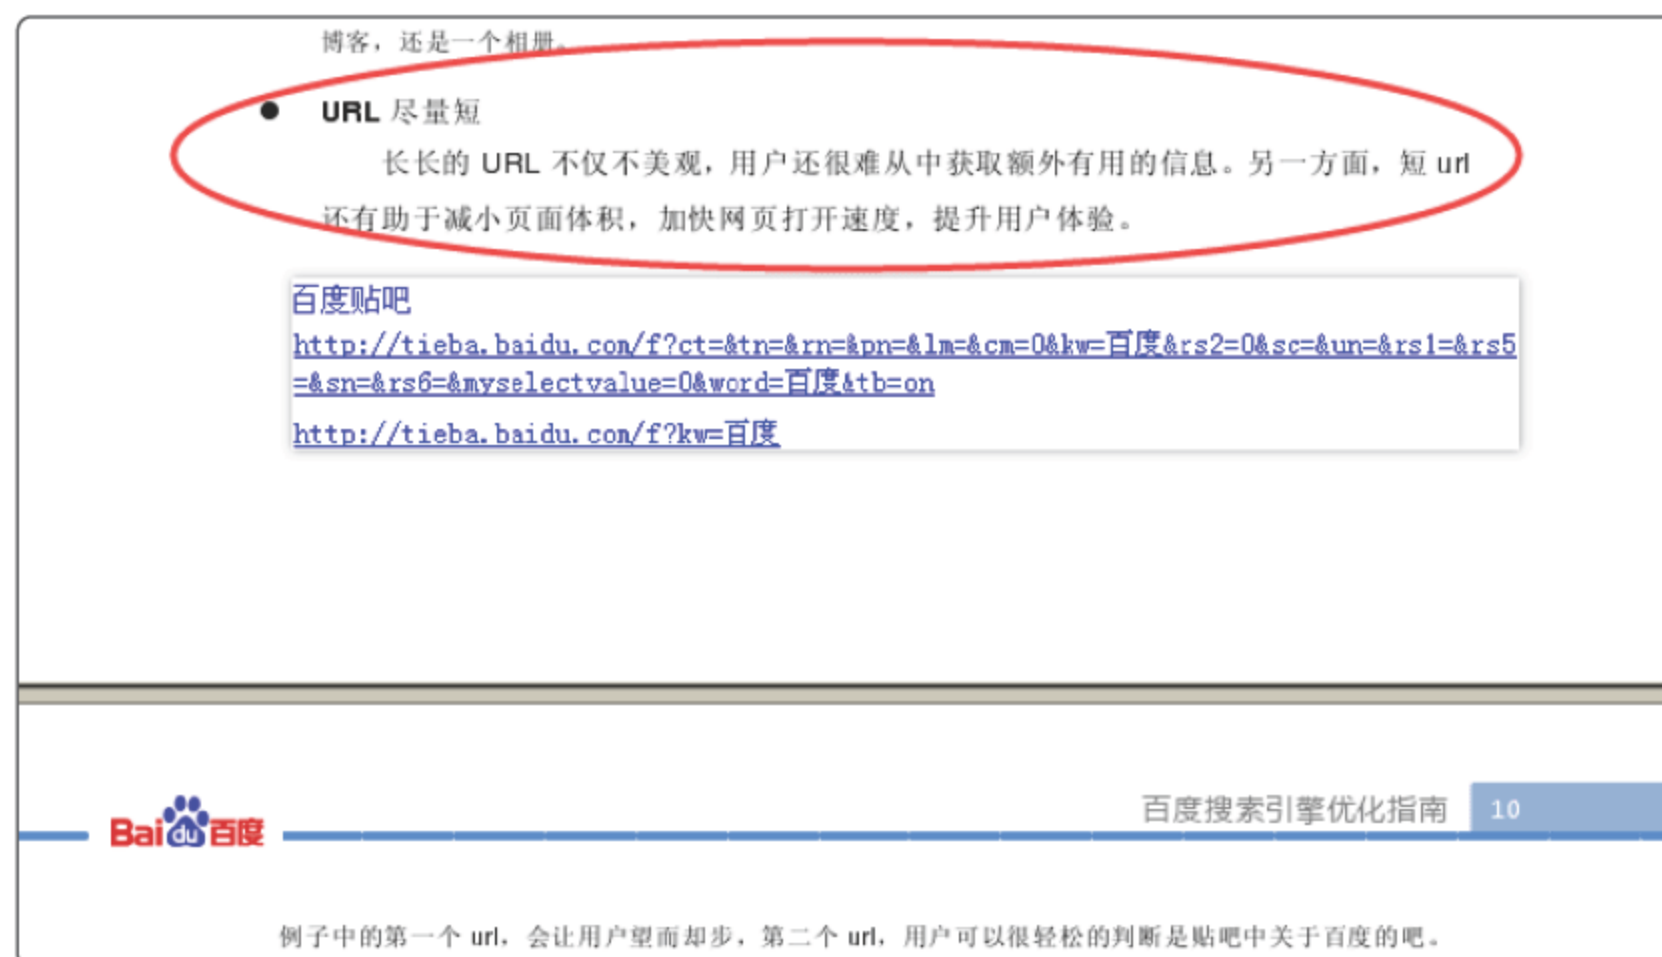 博客，还是一个相册。
● URL 尽量短
长长的 URL 不仅不美观，用户还很难从中获取额外有用的信息。另一方面，短 url
还有助于减小页面体积，加快网页打开速度，提升用户体验。
百度贴吧
http://tieba.baidu.com/f?ct=&tn=&rn=&pn=&lm=&cm=0&kw=百度&rs2=0&sc=&un=&rs1=&rs5
=&sn=&rs6=&myselectvalue=0&word=百度&tb=on
http://tieba.baidu.com/f?kw=百度
百度搜索引擎优化指南 10
Bai du 百度
例子中的第一个 url，会让用户望而却步，第二个 url，用户可以很轻松的判断是贴吧中关于百度的吧。